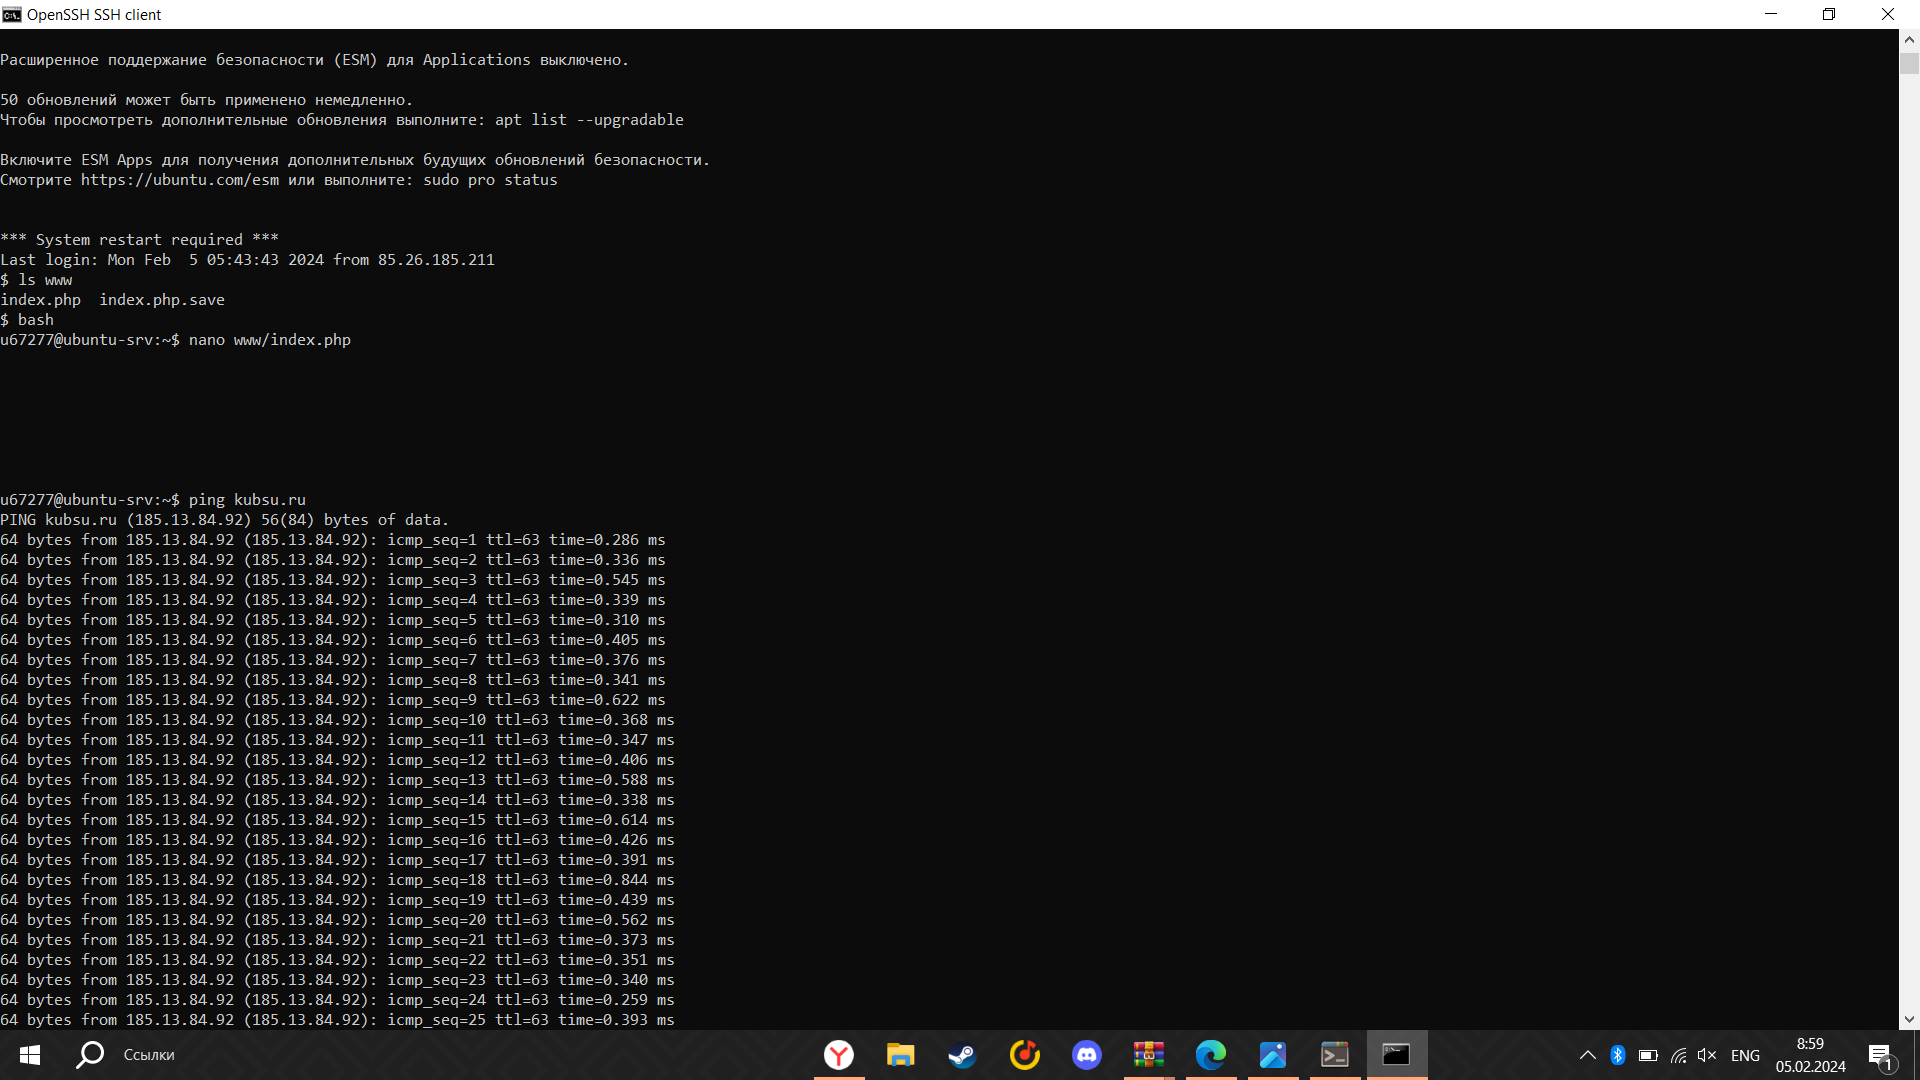 OpenSSH SSH client
Расширенное поддержание безопасности (ESM) для Applications выключено.
50 обновлений может быть применено немедленно.
Чтобы просмотреть дополнительные обновления выполните: apt list --upgradable
Включите ESM Apps для получения дополнительных будущих обновлений безопасности.
Смотрите https://ubuntu.com/esm или выполните: sudo pro status
*** System restart required ***
Last login: Mon Feb  5 05:43:43 2024 from 85.26.185.211
$ ls www
index.php  index.php.save
$ bash
u67277@ubuntu-srv:~$ nano www/index.php
u67277@ubuntu-srv:~$ ping kubsu.ru
PING kubsu.ru (185.13.84.92) 56(84) bytes of data.
64 bytes from 185.13.84.92 (185.13.84.92): icmp_seq=1 ttl=63 time=0.286 ms
64 bytes from 185.13.84.92 (185.13.84.92): icmp_seq=2 ttl=63 time=0.336 ms
64 bytes from 185.13.84.92 (185.13.84.92): icmp_seq=3 ttl=63 time=0.545 ms
64 bytes from 185.13.84.92 (185.13.84.92): icmp_seq=4 ttl=63 time=0.339 ms
64 bytes from 185.13.84.92 (185.13.84.92): icmp_seq=5 ttl=63 time=0.310 ms
64 bytes from 185.13.84.92 (185.13.84.92): icmp_seq=6 ttl=63 time=0.405 ms
64 bytes from 185.13.84.92 (185.13.84.92): icmp_seq=7 ttl=63 time=0.376 ms
64 bytes from 185.13.84.92 (185.13.84.92): icmp_seq=8 ttl=63 time=0.341 ms
64 bytes from 185.13.84.92 (185.13.84.92): icmp_seq=9 ttl=63 time=0.622 ms
64 bytes from 185.13.84.92 (185.13.84.92): icmp_seq=10 ttl=63 time=0.368 ms
64 bytes from 185.13.84.92 (185.13.84.92): icmp_seq=11 ttl=63 time=0.347 ms
64 bytes from 185.13.84.92 (185.13.84.92): icmp_seq=12 ttl=63 time=0.406 ms
64 bytes from 185.13.84.92 (185.13.84.92): icmp_seq=13 ttl=63 time=0.588 ms
64 bytes from 185.13.84.92 (185.13.84.92): icmp_seq=14 ttl=63 time=0.338 ms
64 bytes from 185.13.84.92 (185.13.84.92): icmp_seq=15 ttl=63 time=0.614 ms
64 bytes from 185.13.84.92 (185.13.84.92): icmp_seq=16 ttl=63 time=0.426 ms
64 bytes from 185.13.84.92 (185.13.84.92): icmp_seq=17 ttl=63 time=0.391 ms
64 bytes from 185.13.84.92 (185.13.84.92): icmp_seq=18 ttl=63 time=0.844 ms
64 bytes from 185.13.84.92 (185.13.84.92): icmp_seq=19 ttl=63 time=0.439 ms
64 bytes from 185.13.84.92 (185.13.84.92): icmp_seq=20 ttl=63 time=0.562 ms
64 bytes from 185.13.84.92 (185.13.84.92): icmp_seq=21 ttl=63 time=0.373 ms
64 bytes from 185.13.84.92 (185.13.84.92): icmp_seq=22 ttl=63 time=0.351 ms
64 bytes from 185.13.84.92 (185.13.84.92): icmp_seq=23 ttl=63 time=0.340 ms
64 bytes from 185.13.84.92 (185.13.84.92): icmp_seq=24 ttl=63 time=0.259 ms
64 bytes from 185.13.84.92 (185.13.84.92): icmp_seq=25 ttl=63 time=0.393 ms
Ссылки
ENG
8:59
05.02.2024
1